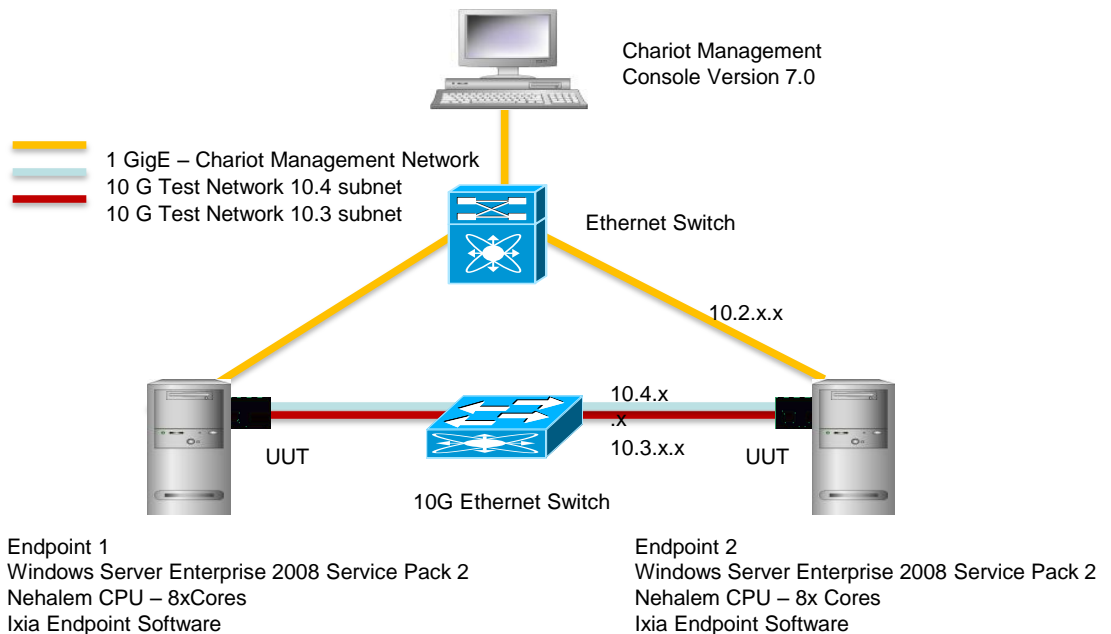 Chariot Management
Console Version 7.0
1 GigE – Chariot Management Network
10 G Test Network 10.4 subnet
10 G Test Network 10.3 subnet
Ethernet Switch
10.2.x.x
10.4.x
.x
10.3.x.x
UUT
UUT
10G Ethernet Switch
Endpoint 1
Windows Server Enterprise 2008 Service Pack 2
Nehalem CPU – 8xCores
Ixia Endpoint Software
Endpoint 2
Windows Server Enterprise 2008 Service Pack 2
Nehalem CPU – 8x Cores
Ixia Endpoint Software